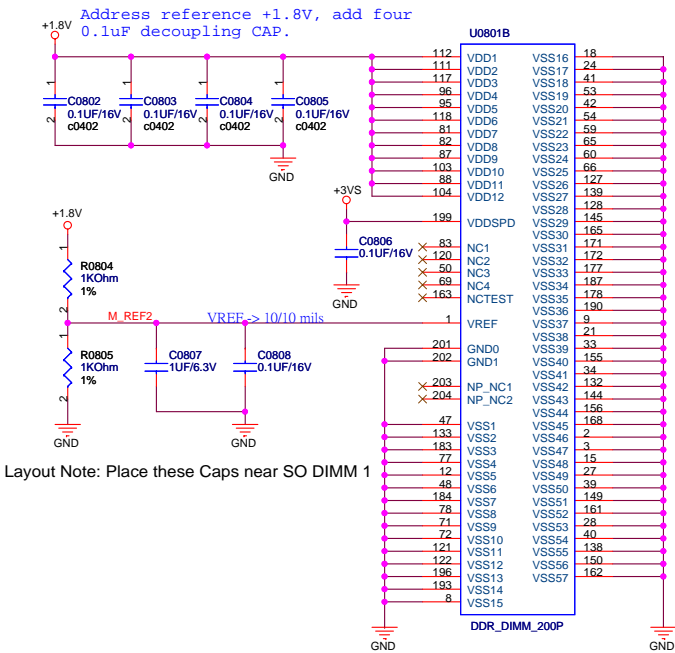 Address reference +1.8V, add four
0.1uF decoupling CAP.
+1.8V
U0801B
1
C0802
0.1UF/16V
c0402
2
1
C0803
0.1UF/16V
c0402
2
1
C0804
0.1UF/16V
c0402
2
1
C0805
0.1UF/16V
c0402
2
GND
+3VS
C0806
0.1UF/16V
GND
+1.8V
1
R0804
1KOhm
1%
2
M_REF2
VREF -> 10/10 mils
1
R0805
1KOhm
1%
2
C0807
1UF/6.3V
C0808
0.1UF/16V
GND
GND
Layout Note: Place these Caps near SO DIMM 1
112 VDD1
111 VDD2
117 VDD3
96 VDD4
95 VDD5
118 VDD6
81 VDD7
82 VDD8
87 VDD9
103 VDD10
88 VDD11
104 VDD12
199 VDDSPD
83 NC1
120 NC2
50 NC3
69 NC4
163 NCTEST
1 VREF
201 GND0
202 GND1
203 NP_NC1
204 NP_NC2
47 VSS1
133 VSS2
183 VSS3
77 VSS4
12 VSS5
48 VSS6
184 VSS7
78 VSS8
71 VSS9
72 VSS10
121 VSS11
122 VSS12
196 VSS13
193 VSS14
8 VSS15
VSS16 18
VSS17 24
VSS18 41
VSS19 53
VSS20 42
VSS21 54
VSS22 59
VSS23 65
VSS24 60
VSS25 66
VSS26 127
VSS27 139
VSS28 128
VSS29 145
VSS30 165
VSS31 171
VSS32 172
VSS33 177
VSS34 187
VSS35 178
VSS36 190
VSS37 9
VSS38 21
VSS39 33
VSS40 155
VSS41 34
VSS42 132
VSS43 144
VSS44 156
VSS45 168
VSS46 2
VSS47 3
VSS48 15
VSS49 27
VSS50 39
VSS51 149
VSS52 161
VSS53 28
VSS54 40
VSS55 138
VSS56 150
VSS57 162
DDR_DIMM_200P
GND
GND